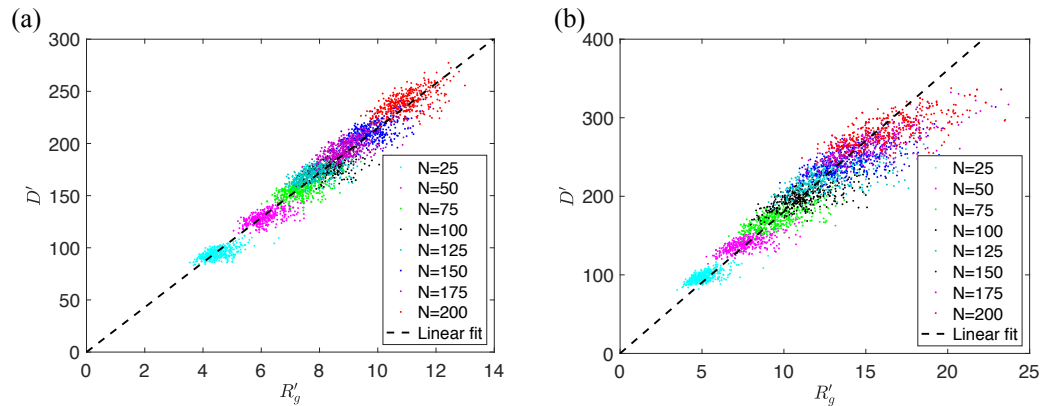 (a)
300
250
200
150
100
50
0
D′
0 2 4 6 8 10 12 14
R′g
N=25
N=50
N=75
N=100
N=125
N=150
N=175
N=200
Linear fit
(b)
400
300
200
100
0
D′
0 5 10 15 20 25
R′g
N=25
N=50
N=75
N=100
N=125
N=150
N=175
N=200
Linear fit